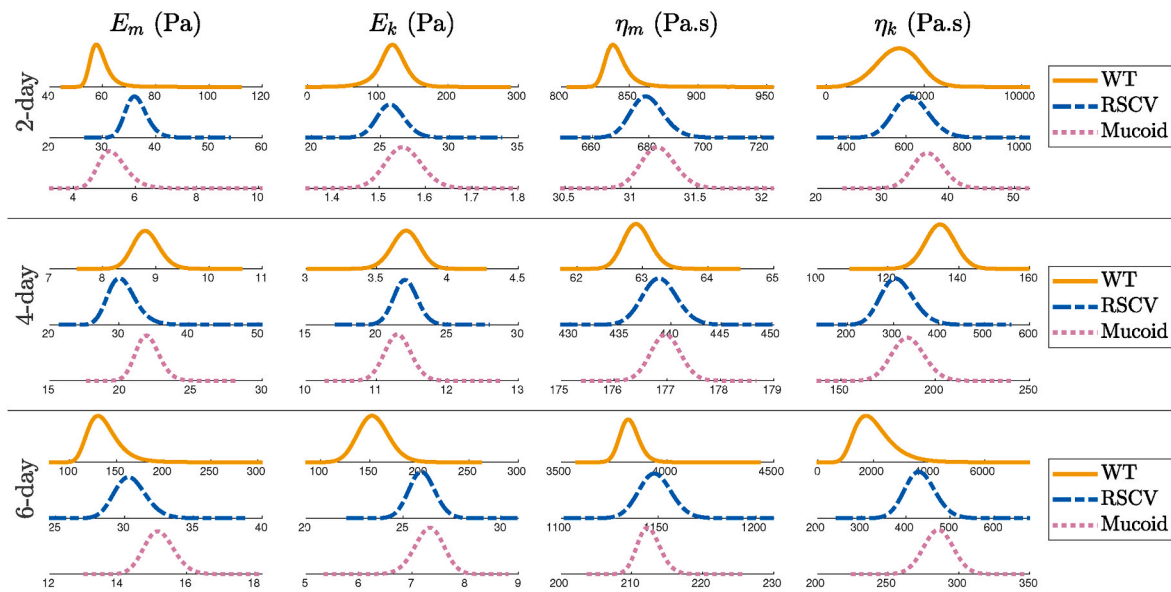 E_m (Pa) E_k (Pa) η_m (Pa.s) η_k (Pa.s)
2-day
40 60 80 100 120 0 100 200 300 800 850 900 950 0 5000 10000
WT
RSCV
Mucoid
20 30 40 50 60 20 25 30 35 660 680 700 720 400 600 800 1000
4 6 8 10 1.4 1.5 1.6 1.7 1.8 30.5 31 31.5 32 20 30 40 50
4-day
7 8 9 10 11 3 3.5 4 4.5 62 63 64 65 100 120 140 160
WT
RSCV
Mucoid
20 30 40 50 15 20 25 30 430 435 440 445 450 200 300 400 500 600
15 20 25 30 10 11 12 13 175 176 177 178 179 150 200 250
6-day
100 150 200 250 300 100 150 200 250 300 3500 4000 4500 0 2000 4000 6000
WT
RSCV
Mucoid
25 30 35 40 20 25 30 1100 1150 1200 200 400 600
12 14 16 18 5 6 7 8 9 200 210 220 230 200 250 300 350